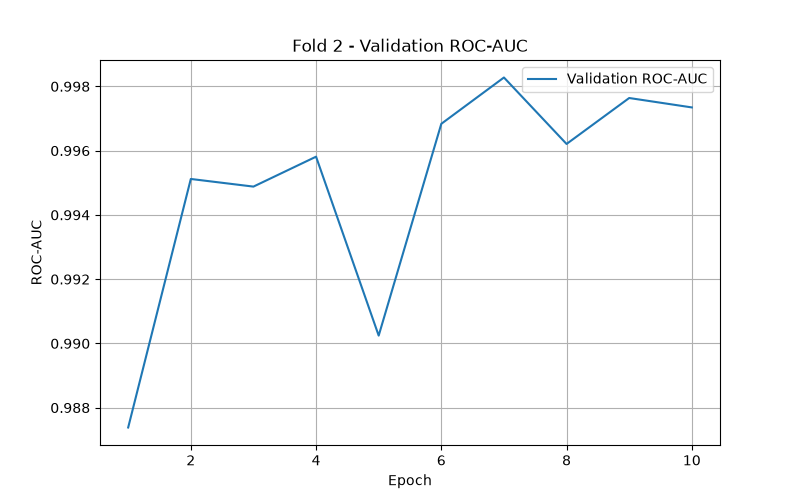 Fold 2 - Validation ROC-AUC
Validation ROC-AUC
0.998
0.996
0.994
0.992
0.990
0.988
ROC-AUC
2 4 6 8 10
Epoch